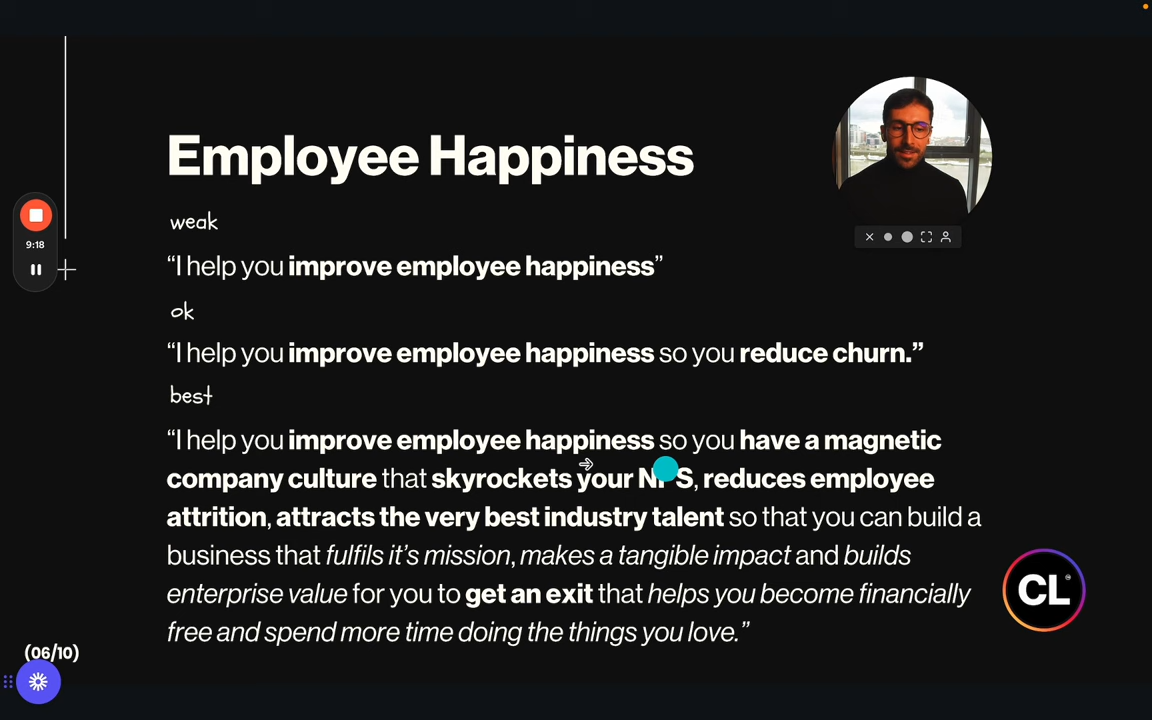 Employee Happiness
weak
“I help you improve employee happiness”
ok
“I help you improve employee happiness so you reduce churn.”
best
“I help you improve employee happiness so you have a magnetic
company culture that skyrockets your NPS, reduces employee
attrition, attracts the very best industry talent so that you can build a
business that fulfils it’s mission, makes a tangible impact and builds
enterprise value for you to get an exit that helps you become financially
free and spend more time doing the things you love.”
9:18
CL
(06/10)